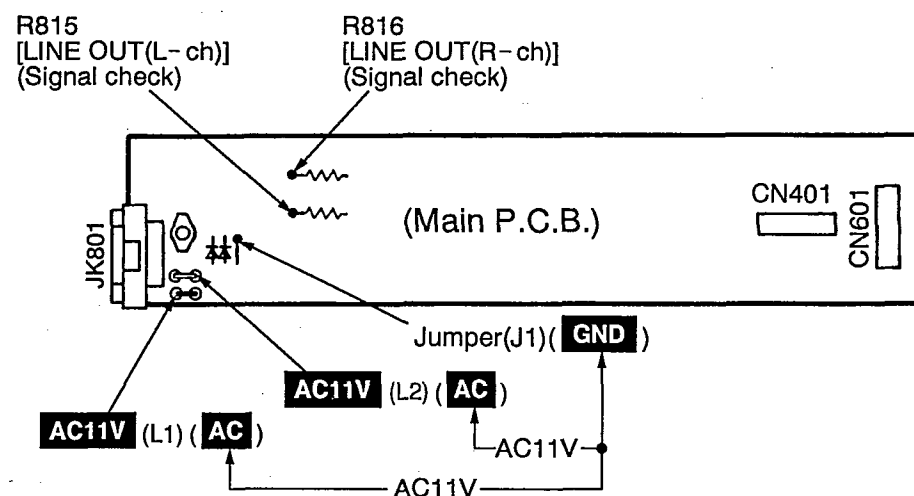 R815
[LINE OUT(L-ch)]
(Signal check)
R816
[LINE OUT(R-ch)]
(Signal check)
JK801
(Main P.C.B.)
CN401
CN601
Jumper(J1)( GND )
AC11V (L2) ( AC )
AC11V (L1) ( AC )
AC11V
AC11V